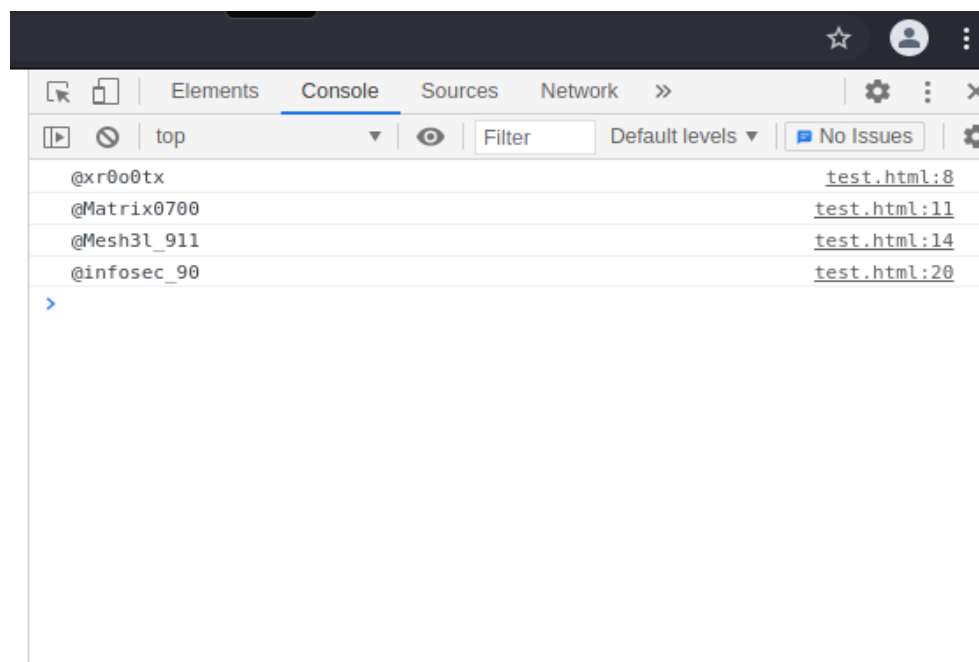 Elements Console Sources Network »
top Filter Default levels No Issues
@xr0o0tx test.html:8
@Matrix0700 test.html:11
@Mesh3l_911 test.html:14
@infosec_90 test.html:20